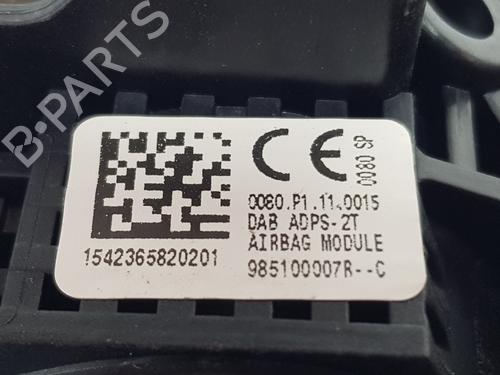 B-PARTS
CE
0080 SP
0080.P1.11.0015
DAB ADPS-2T
AIRBAG MODULE
985100007R--C
1542365820201